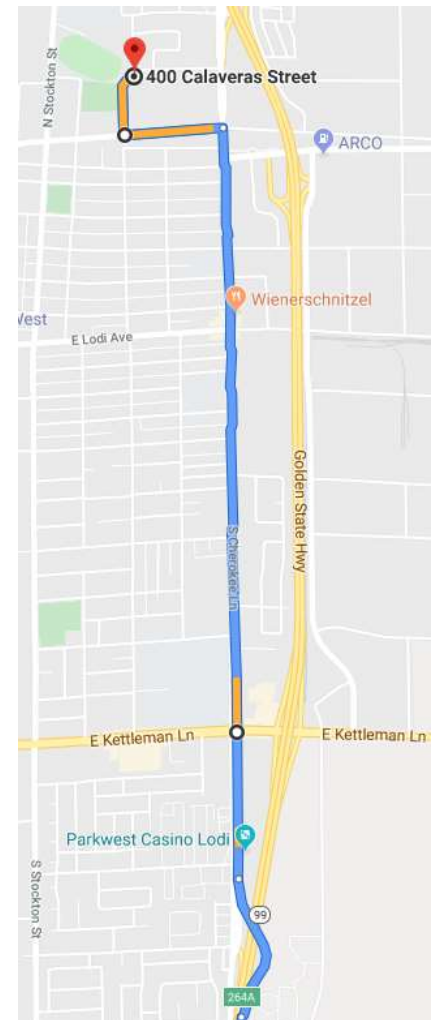 400 Calaveras Street
N Stockton St
ARCO
Wienerschnitzel
West
E Lodi Ave
Golden State Hwy
S Cherokee Ln
E Kettleman Ln
E Kettleman Ln
Parkwest Casino Lodi
S Stockton St
99
264A